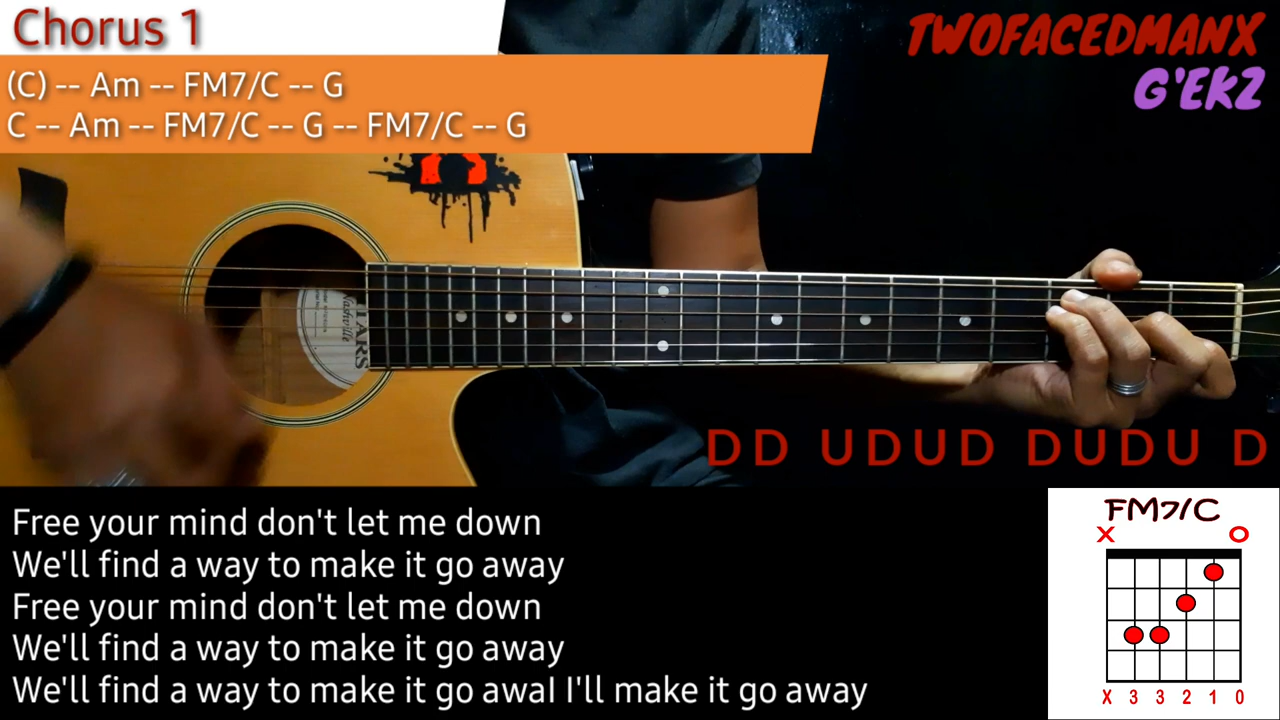 Chorus 1
TWOFACEDMANX
G'EKZ
(C) -- Am -- FM7/C -- G
C -- Am -- FM7/C -- G -- FM7/C -- G
Nashville
TARS
D D U D U D D U D U D
Free your mind don't let me down
We'll find a way to make it go away
Free your mind don't let me down
We'll find a way to make it go away
We'll find a way to make it go awaI I'll make it go away
FM7/C
X O
X 3 3 2 1 0